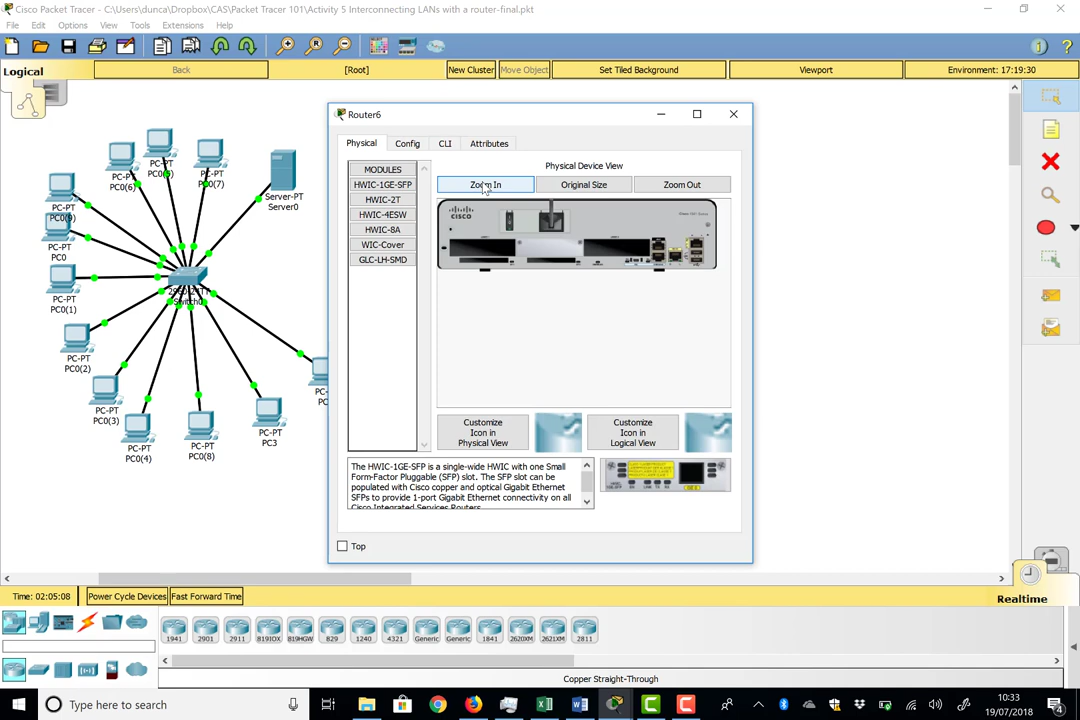 Cisco Packet Tracer - C:\Users\dunca\Dropbox\CAS\Packet Tracer 101\Activity 5 Interconnecting LANs with a router-final.pkt
File Edit Options View Tools Extensions Help
Logical
Back
[Root]
New Cluster
Move Object
Set Tiled Background
Viewport
Environment: 17:19:30
PC-PT
PC0(6)
PC-PT
PC-PT
PC0(7)
Server-PT
Server0
PC-PT
PC-PT
PC0
PC-PT
PC0(1)
Switch0
PC-PT
PC0(2)
PC-PT
PC0(3)
PC-PT
PC0(4)
PC-PT
PC0(8)
PC-PT
PC3
Router6
Physical Config CLI Attributes
MODULES
HWIC-1GE-SFP
HWIC-2T
HWIC-4ESW
HWIC-8A
WIC-Cover
GLC-LH-SMD
Physical Device View
Zoom In
Original Size
Zoom Out
CISCO
Customize
Icon in
Physical View
Customize
Icon in
Logical View
The HWIC-1GE-SFP is a single-wide HWIC with one Small
Form-Factor Pluggable (SFP) slot. The SFP slot can be
populated with Cisco copper and optical Gigabit Ethernet
SFPs to provide 1-port Gigabit Ethernet connectivity on all
Cisco Integrated Services Routers.
Top
Time: 02:05:08
Power Cycle Devices
Fast Forward Time
Realtime
1941 2901 2911 819IOX 819HGW 829 1240 4321 Generic Generic 1841 2620XM 2621XM 2811
Copper Straight-Through
Type here to search
10:33
19/07/2018